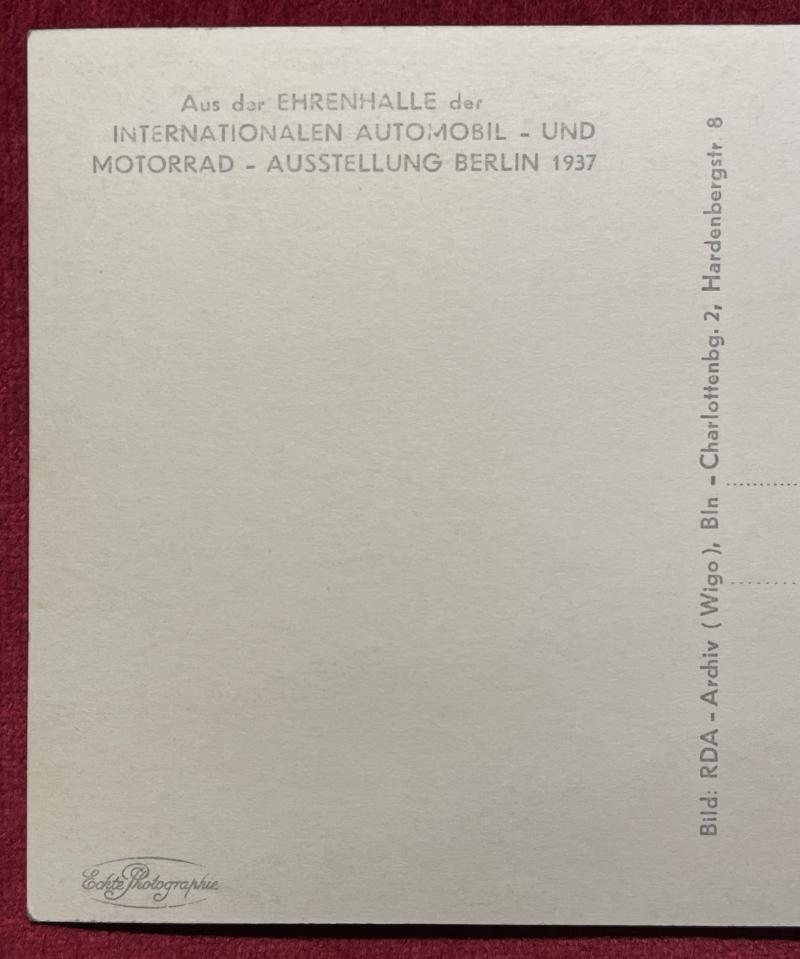 Aus der EHRENHALLE der
INTERNATIONALEN AUTOMOBIL - UND
MOTORRAD - AUSSTELLUNG BERLIN 1937
Bild: RDA - Archiv ( Wigo ), Bln - Charlottenbg. 2, Hardenbergstr. 8
Echte Photographie